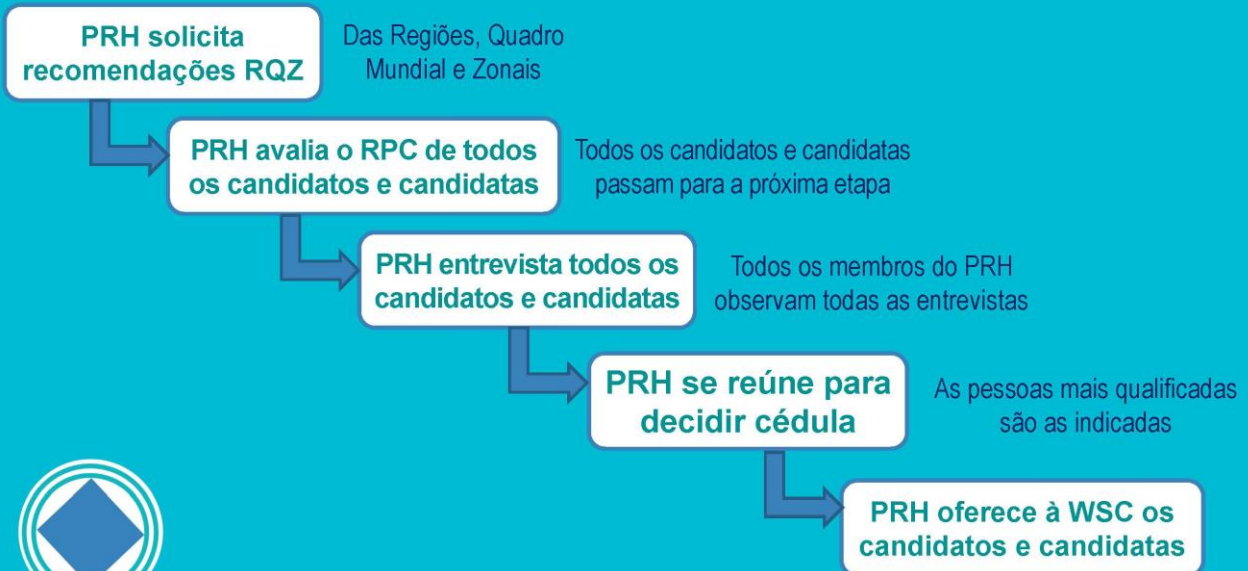 PRH solicita
recomendações RQZ
Das Regiões, Quadro
Mundial e Zonais
PRH avalia o RPC de todos
os candidatos e candidatas
Todos os candidatos e candidatas
passam para a próxima etapa
PRH entrevista todos os
candidatos e candidatas
Todos os membros do PRH
observam todas as entrevistas
PRH se reúne para
decidir cédula
As pessoas mais qualificadas
são as indicadas
PRH oferece à WSC os
candidatos e candidatas